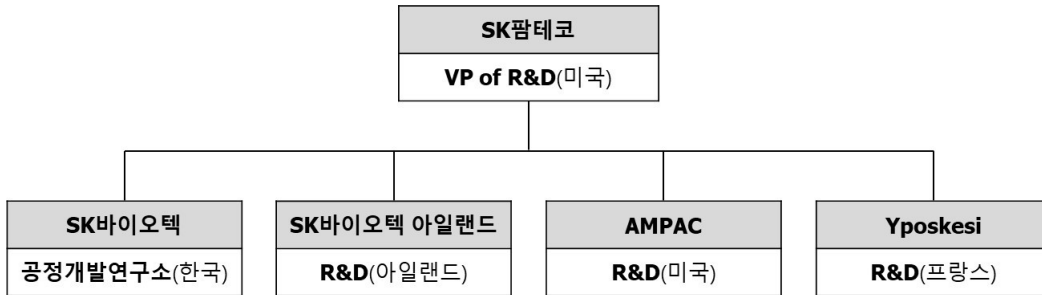 SK팜테코
VP of R&D(미국)
SK바이오텍
공정개발연구소(한국)
SK바이오텍 아일랜드
R&D(아일랜드)
AMPAC
R&D(미국)
Yposkesi
R&D(프랑스)